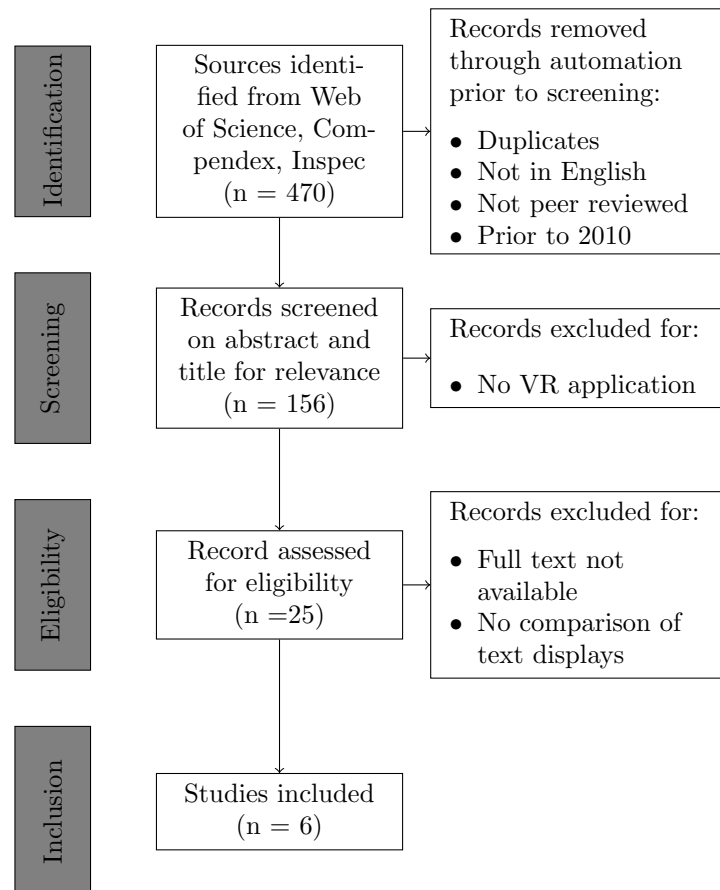 Identification
Sources identi-
fied from Web
of Science, Com-
pendex, Inspec
(n = 470)
Records removed
through automation
prior to screening:
• Duplicates
• Not in English
• Not peer reviewed
• Prior to 2010
Screening
Records screened
on abstract and
title for relevance
(n = 156)
Records excluded for:
• No VR application
Eligibility
Record assessed
for eligibility
(n =25)
Records excluded for:
• Full text not
available
• No comparison of
text displays
Inclusion
Studies included
(n = 6)